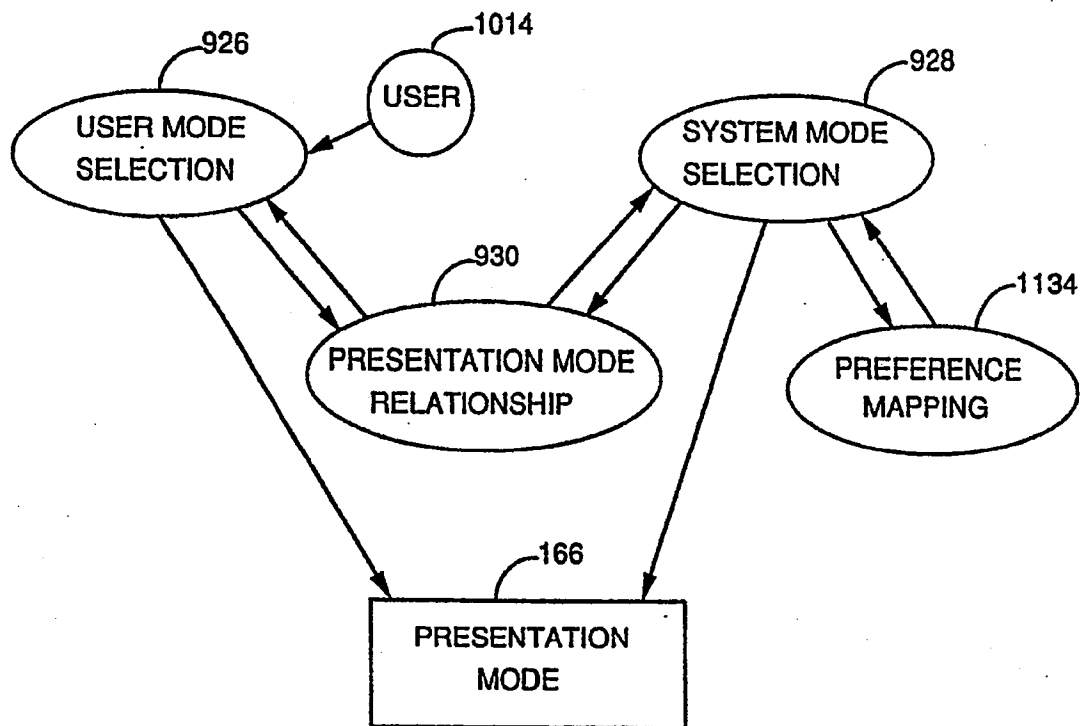 1014
926
USER
928
USER MODE
SELECTION
SYSTEM MODE
SELECTION
930
1134
PRESENTATION MODE
RELATIONSHIP
PREFERENCE
MAPPING
166
PRESENTATION
MODE